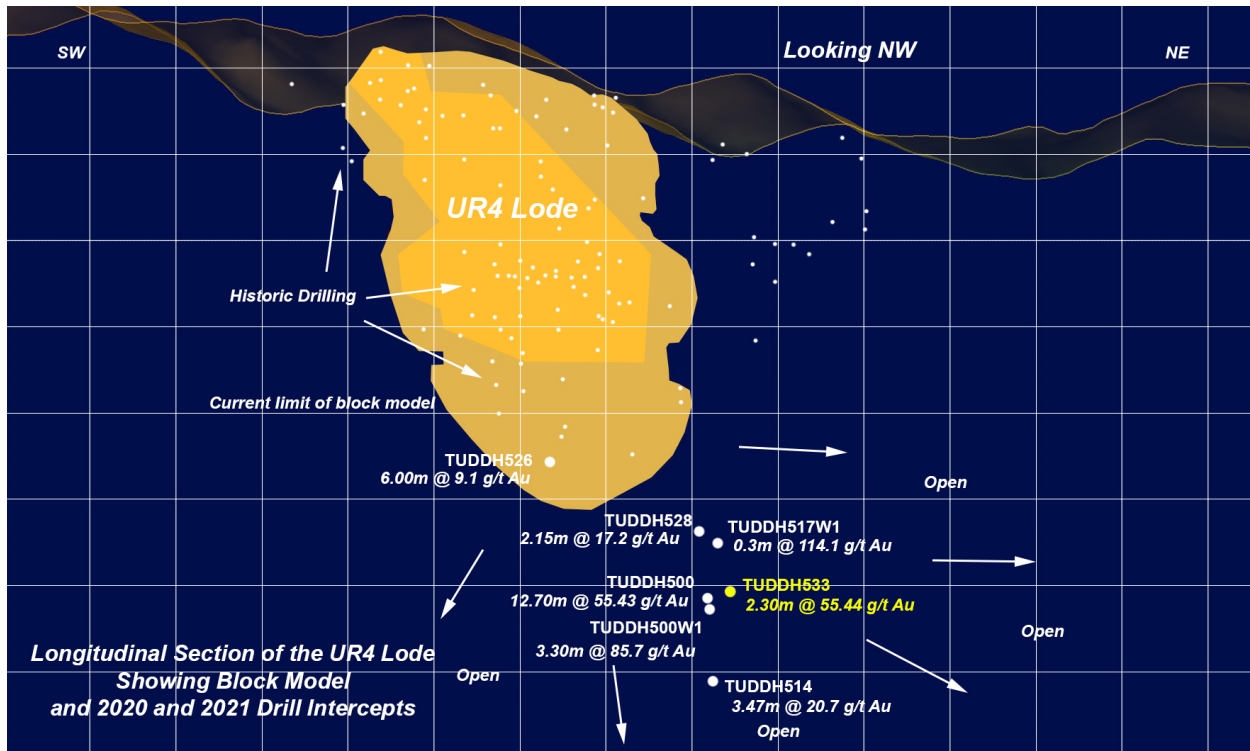 SW
Looking NW
NE
UR4 Lode
Historic Drilling
Current limit of block model
TUDDH526
6.00m @ 9.1 g/t Au
Open
TUDDH528
2.15m @ 17.2 g/t Au
TUDDH517W1
0.3m @ 114.1 g/t Au
TUDDH500
12.70m @ 55.43 g/t Au
TUDDH533
2.30m @ 55.44 g/t Au
TUDDH500W1
3.30m @ 85.7 g/t Au
Open
Longitudinal Section of the UR4 Lode
Showing Block Model
and 2020 and 2021 Drill Intercepts
Open
TUDDH514
3.47m @ 20.7 g/t Au
Open